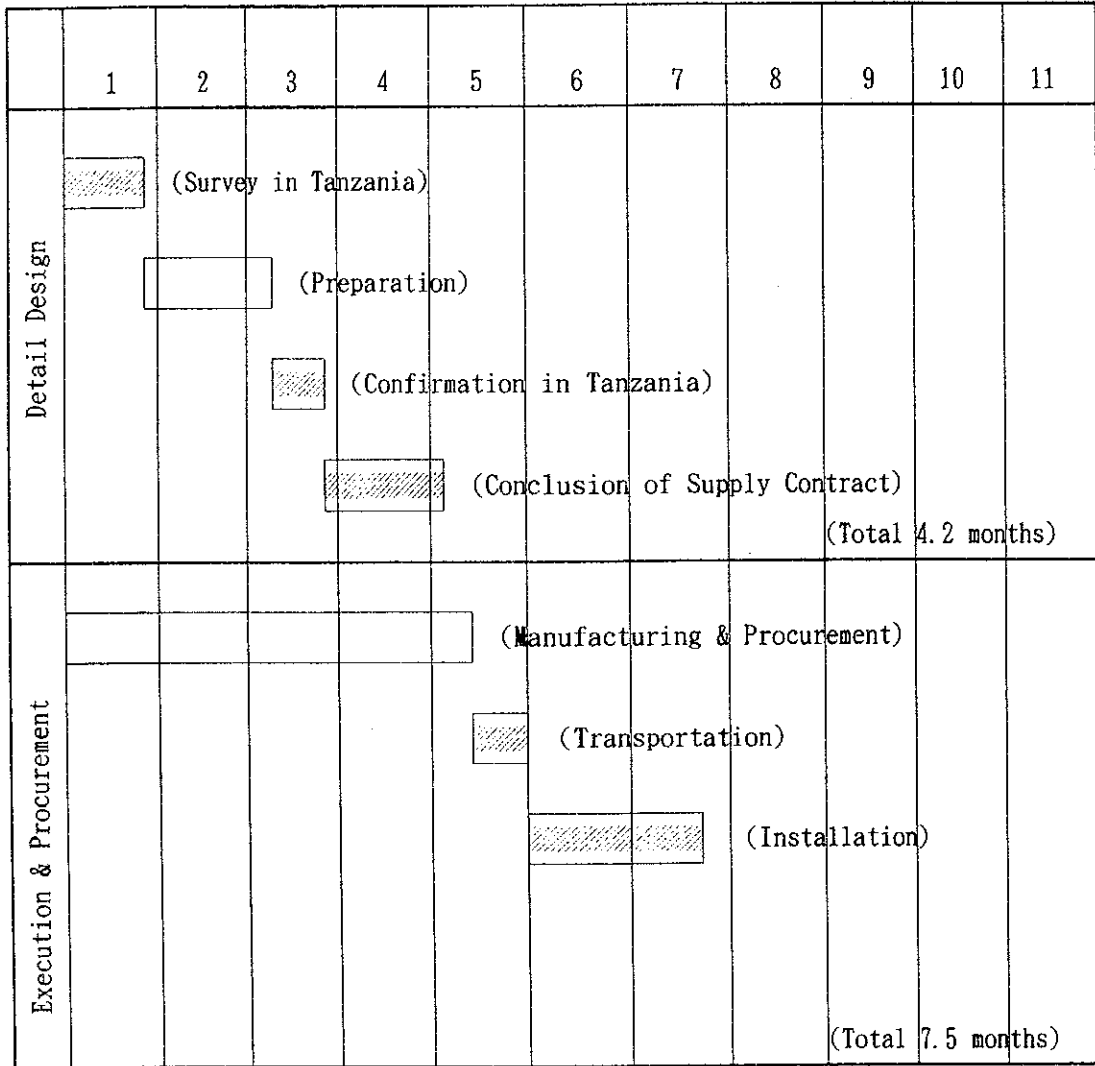 1 2 3 4 5 6 7 8 9 10 11
Detail Design
(Survey in Tanzania)
(Preparation)
(Confirmation in Tanzania)
(Conclusion of Supply Contract)
(Total 4.2 months)
Execution & Procurement
(Manufacturing & Procurement)
(Transportation)
(Installation)
(Total 7.5 months)